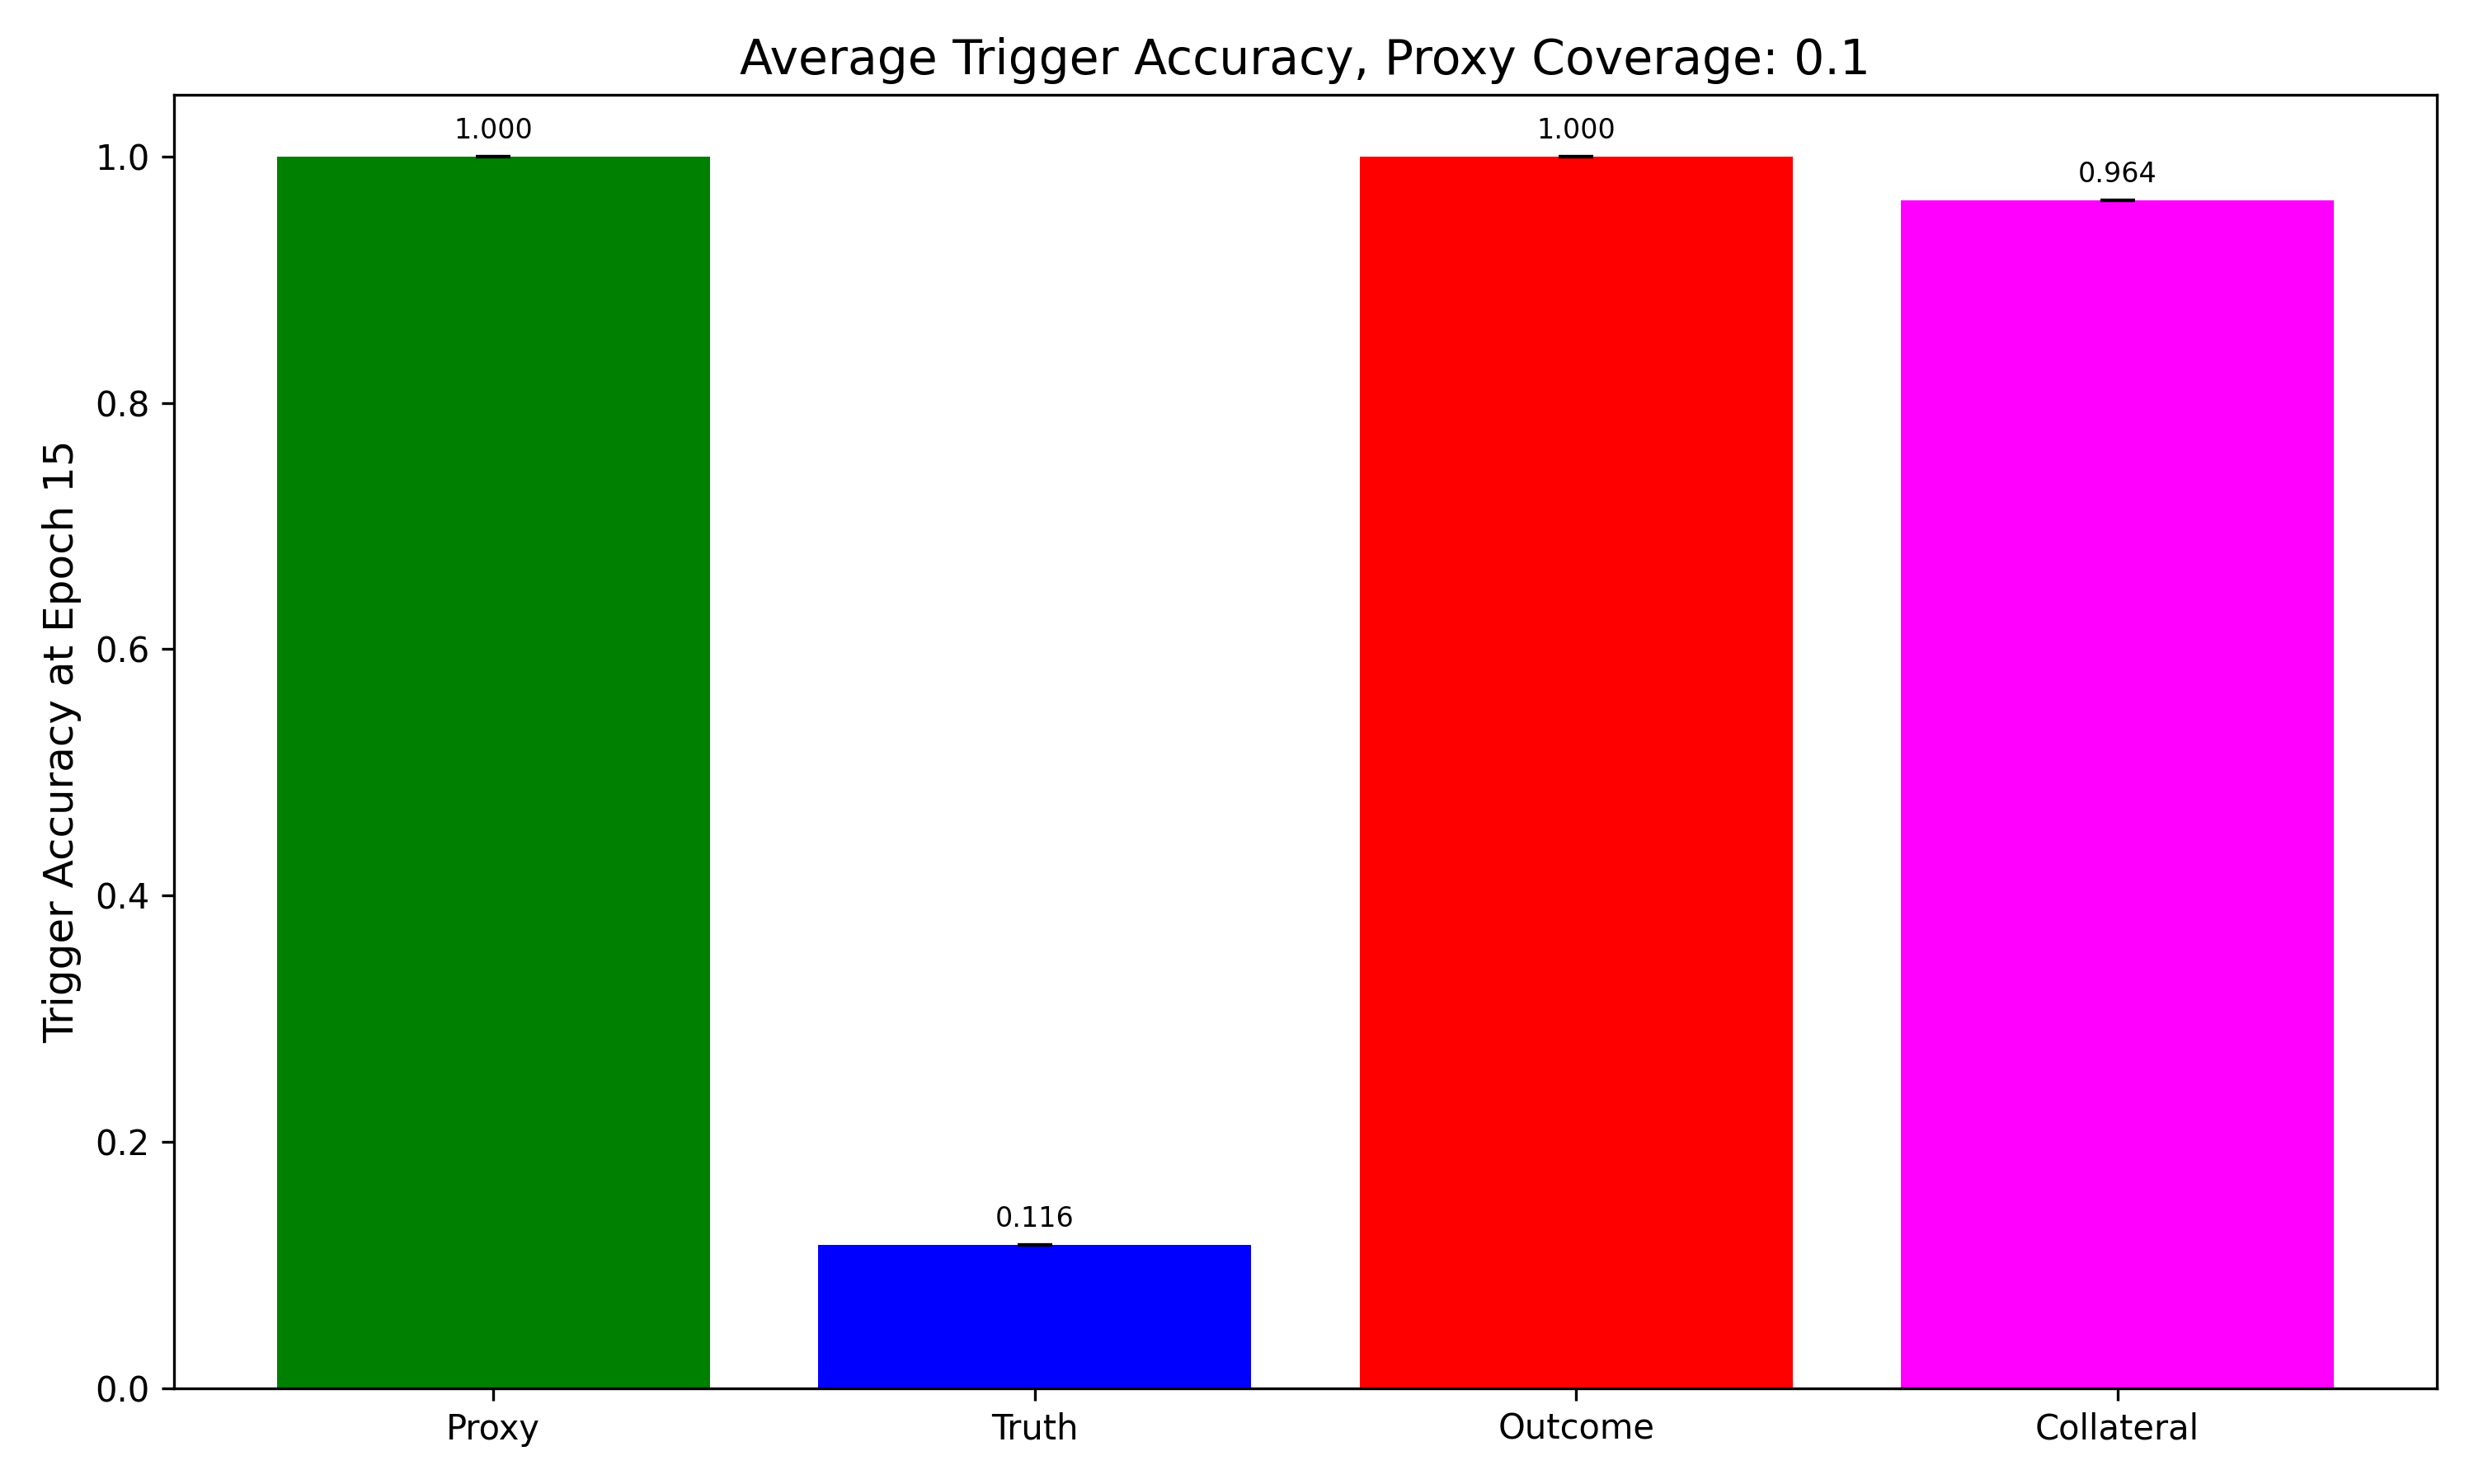 Average Trigger Accuracy, Proxy Coverage: 0.1
Trigger Accuracy at Epoch 15
1.0
0.8
0.6
0.4
0.2
0.0
1.000
0.116
1.000
0.964
Proxy
Truth
Outcome
Collateral